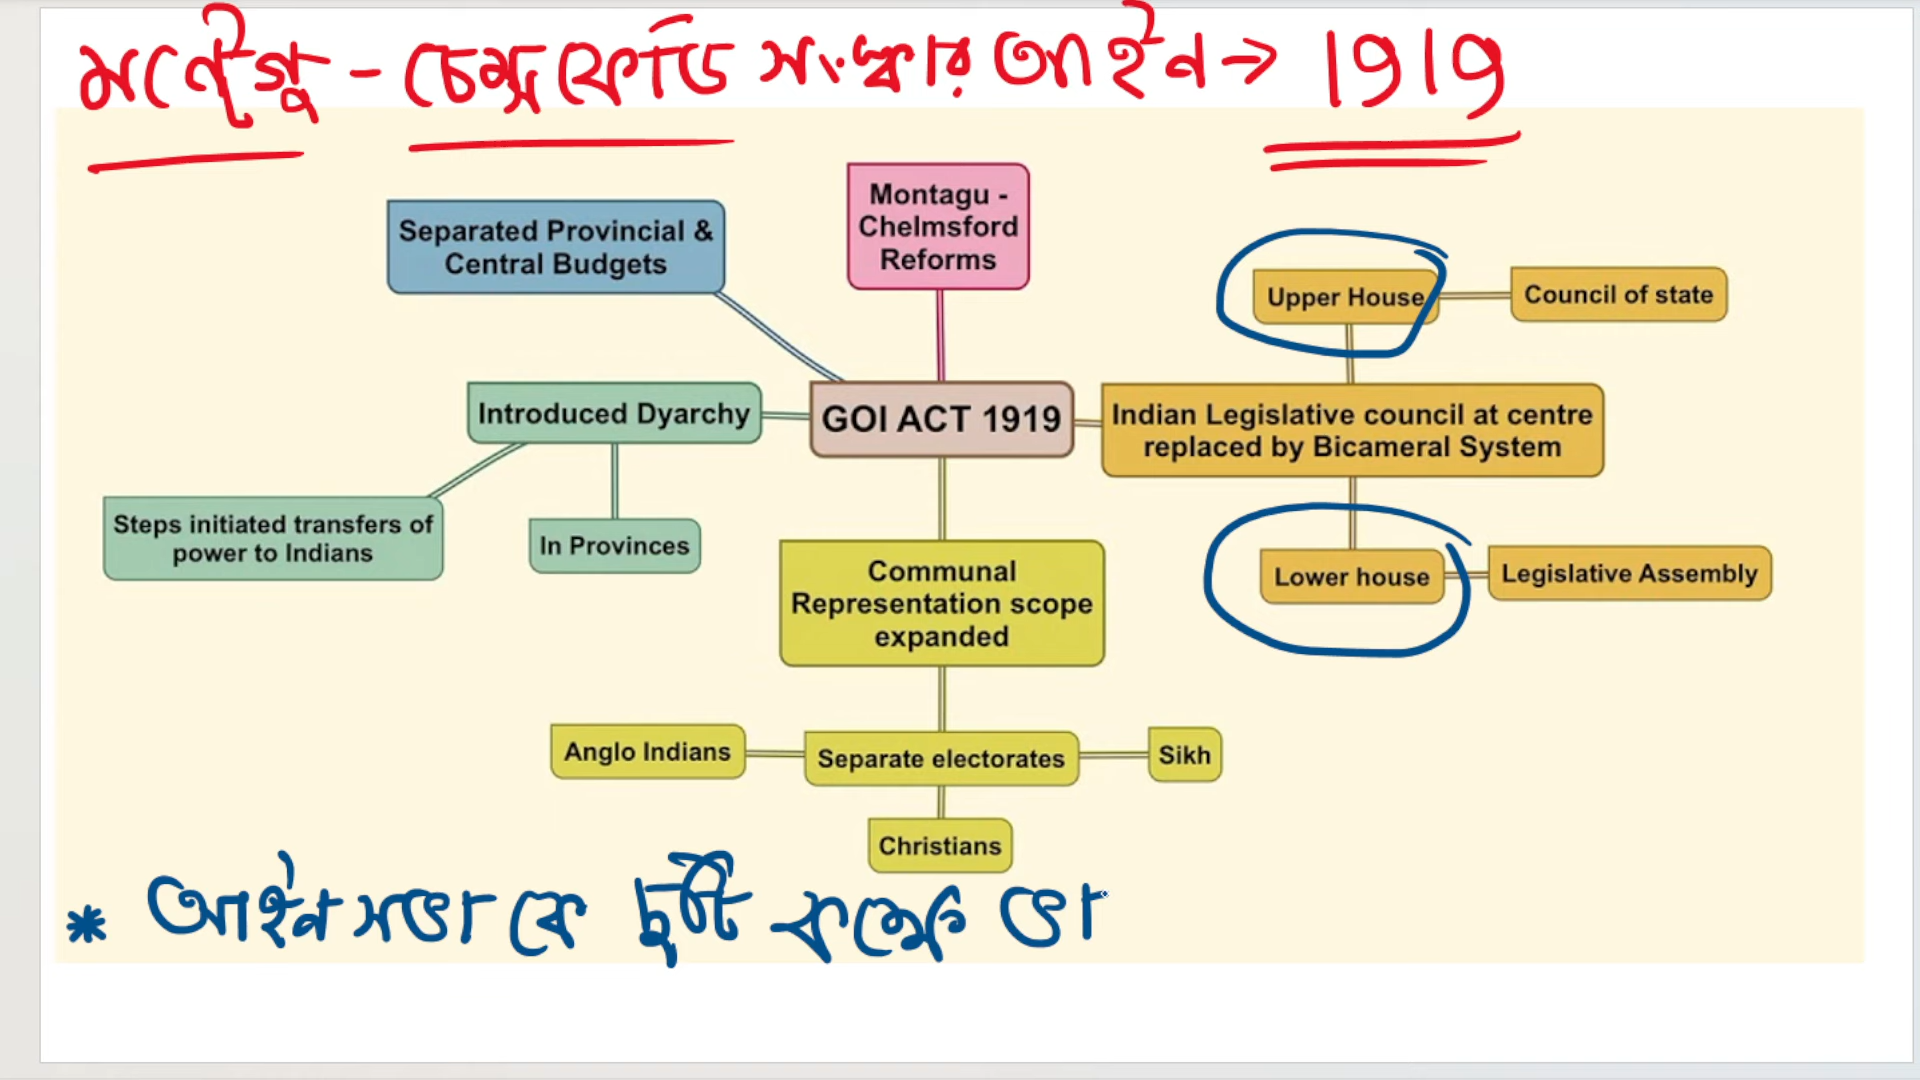 মন্টেগু - চেমসফোর্ড সংস্কার আইন → 1919
Montagu -
Chelmsford
Reforms
Separated Provincial &
Central Budgets
Upper House
Council of state
Introduced Dyarchy
GOI ACT 1919
Indian Legislative council at centre
replaced by Bicameral System
Steps initiated transfers of
power to Indians
In Provinces
Communal
Representation scope
expanded
Lower house
Legislative Assembly
Anglo Indians
Separate electorates
Sikh
Christians
* আইনসভাকে দুটি কক্ষে ভা